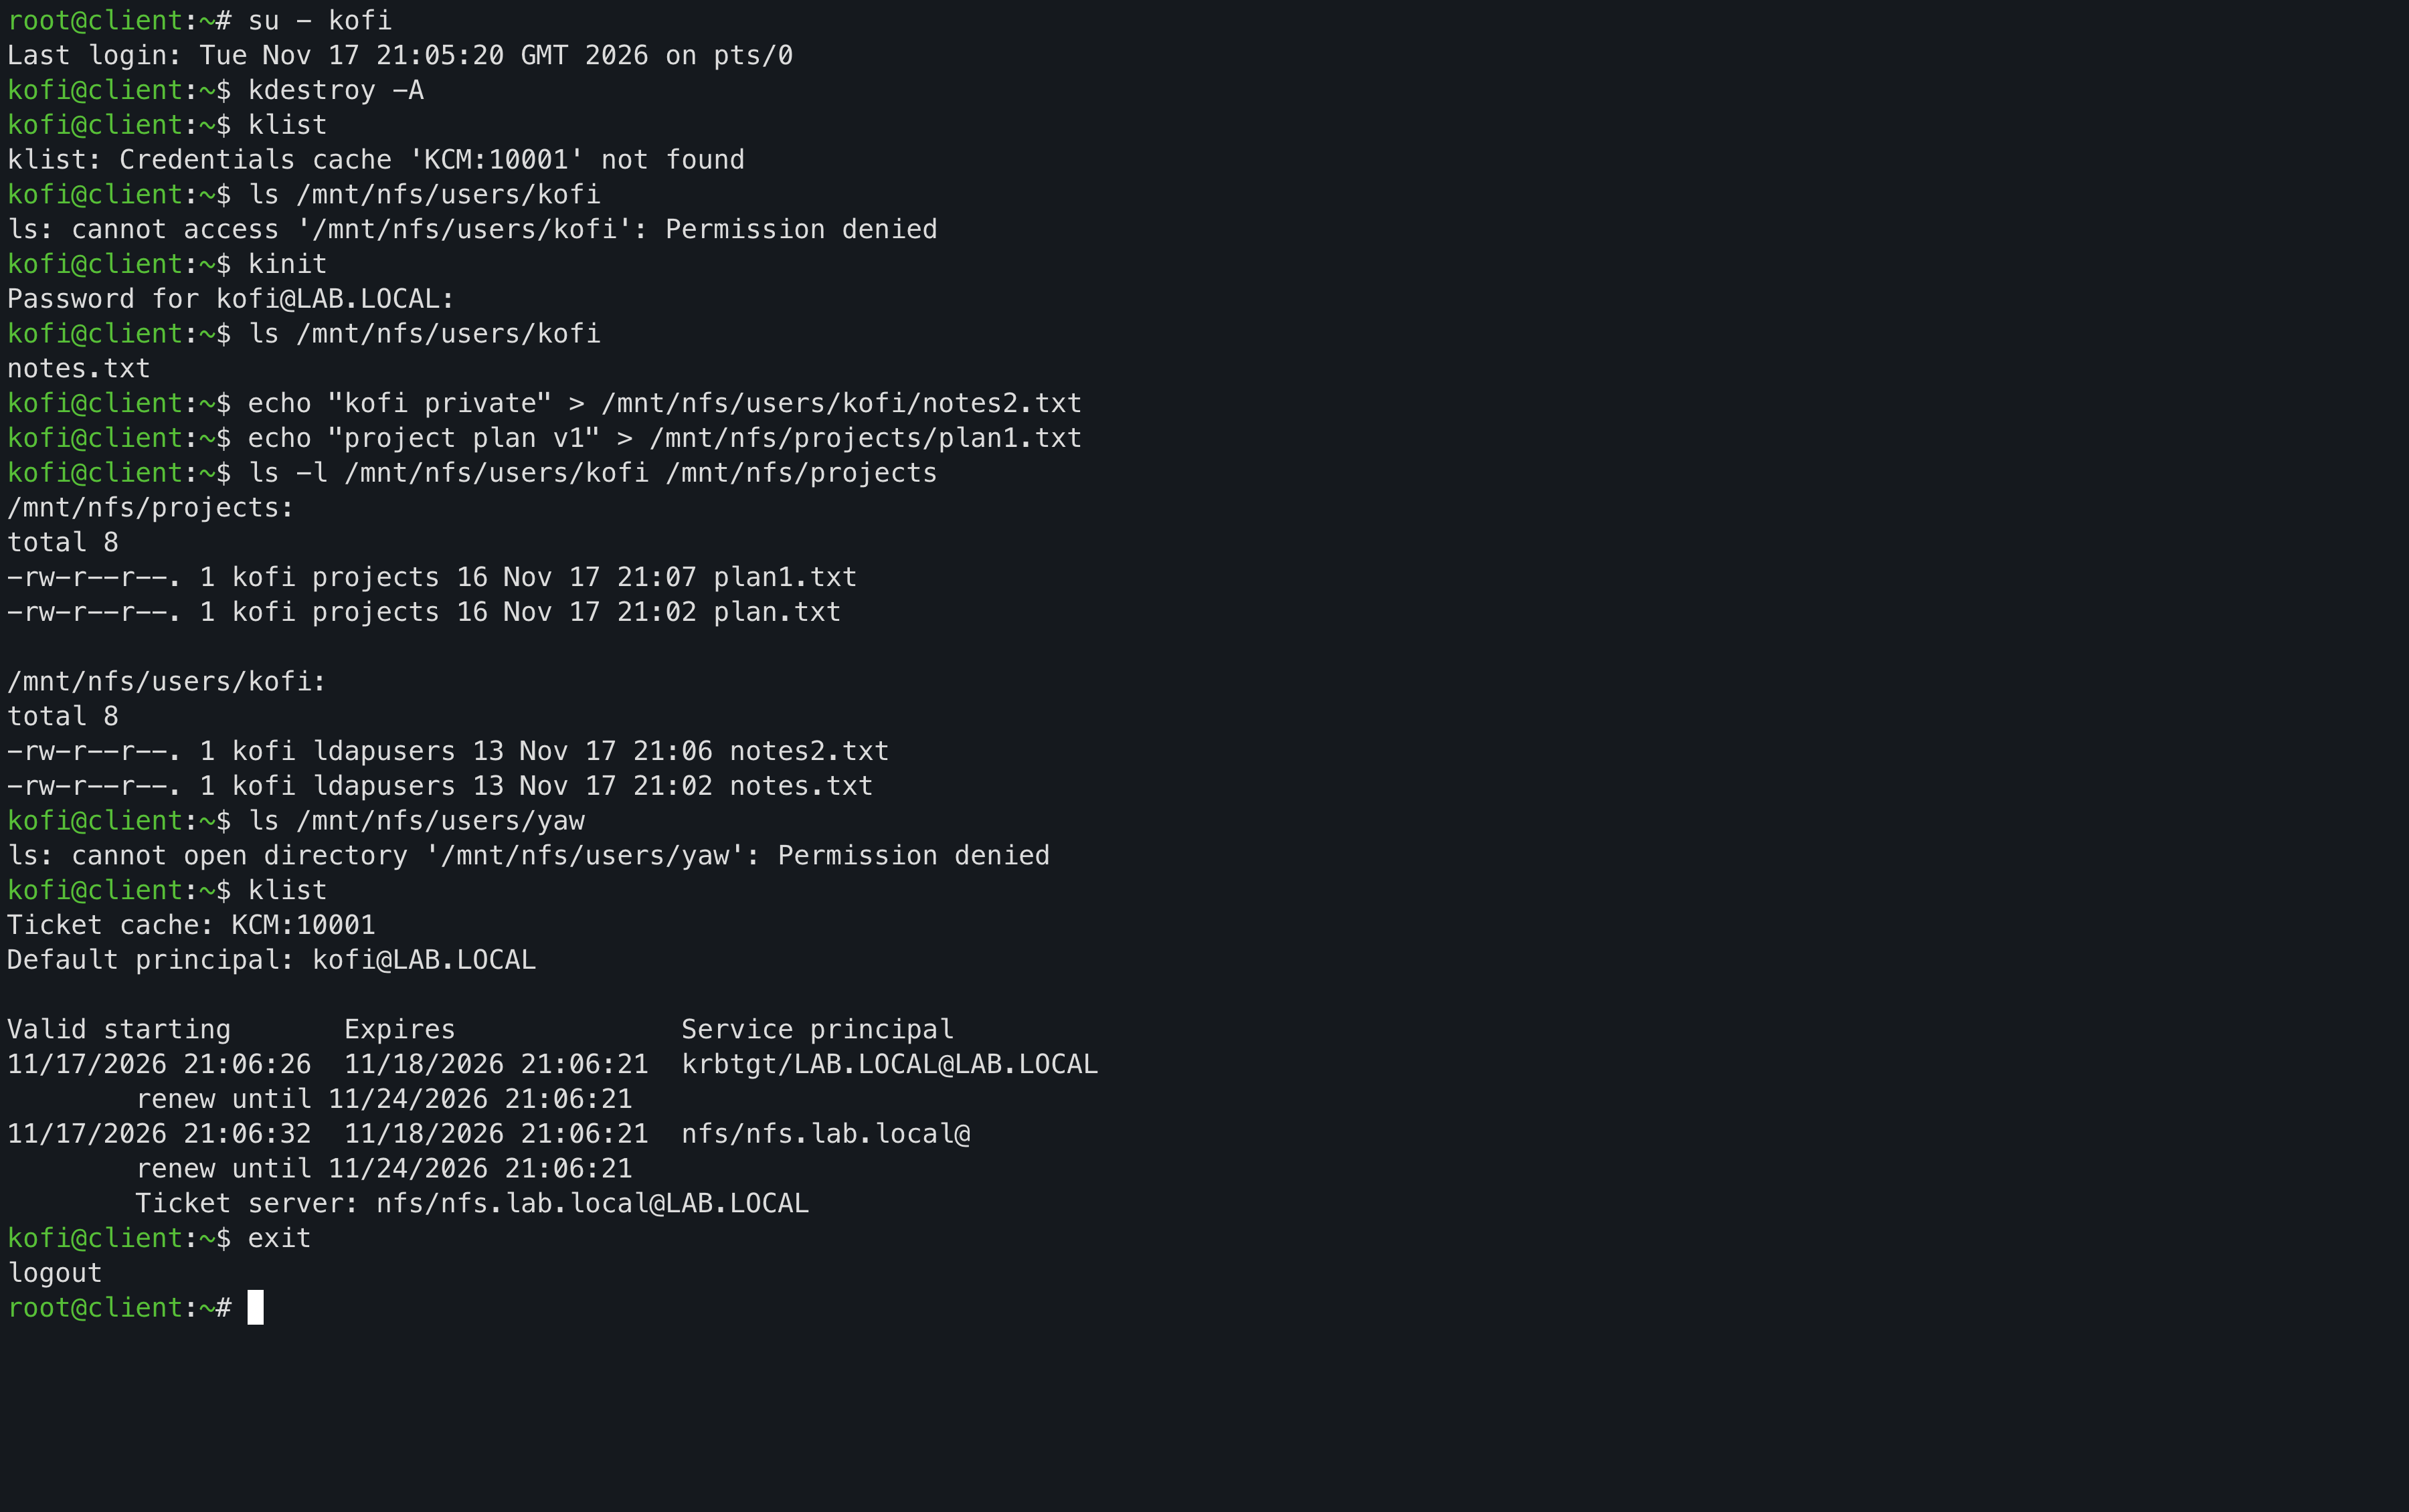 root@client:~# su - kofi
Last login: Tue Nov 17 21:05:20 GMT 2026 on pts/0
kofi@client:~$ kdestroy -A
kofi@client:~$ klist
klist: Credentials cache 'KCM:10001' not found
kofi@client:~$ ls /mnt/nfs/users/kofi
ls: cannot access '/mnt/nfs/users/kofi': Permission denied
kofi@client:~$ kinit
Password for kofi@LAB.LOCAL:
kofi@client:~$ ls /mnt/nfs/users/kofi
notes.txt
kofi@client:~$ echo "kofi private" > /mnt/nfs/users/kofi/notes2.txt
kofi@client:~$ echo "project plan v1" > /mnt/nfs/projects/plan1.txt
kofi@client:~$ ls -l /mnt/nfs/users/kofi /mnt/nfs/projects
/mnt/nfs/projects:
total 8
-rw-r--r--. 1 kofi projects 16 Nov 17 21:07 plan1.txt
-rw-r--r--. 1 kofi projects 16 Nov 17 21:02 plan.txt

/mnt/nfs/users/kofi:
total 8
-rw-r--r--. 1 kofi ldapusers 13 Nov 17 21:06 notes2.txt
-rw-r--r--. 1 kofi ldapusers 13 Nov 17 21:02 notes.txt
kofi@client:~$ ls /mnt/nfs/users/yaw
ls: cannot open directory '/mnt/nfs/users/yaw': Permission denied
kofi@client:~$ klist
Ticket cache: KCM:10001
Default principal: kofi@LAB.LOCAL

Valid starting       Expires              Service principal
11/17/2026 21:06:26  11/18/2026 21:06:21  krbtgt/LAB.LOCAL@LAB.LOCAL
        renew until 11/24/2026 21:06:21
11/17/2026 21:06:32  11/18/2026 21:06:21  nfs/nfs.lab.local@
        renew until 11/24/2026 21:06:21
        Ticket server: nfs/nfs.lab.local@LAB.LOCAL
kofi@client:~$ exit
logout
root@client:~#